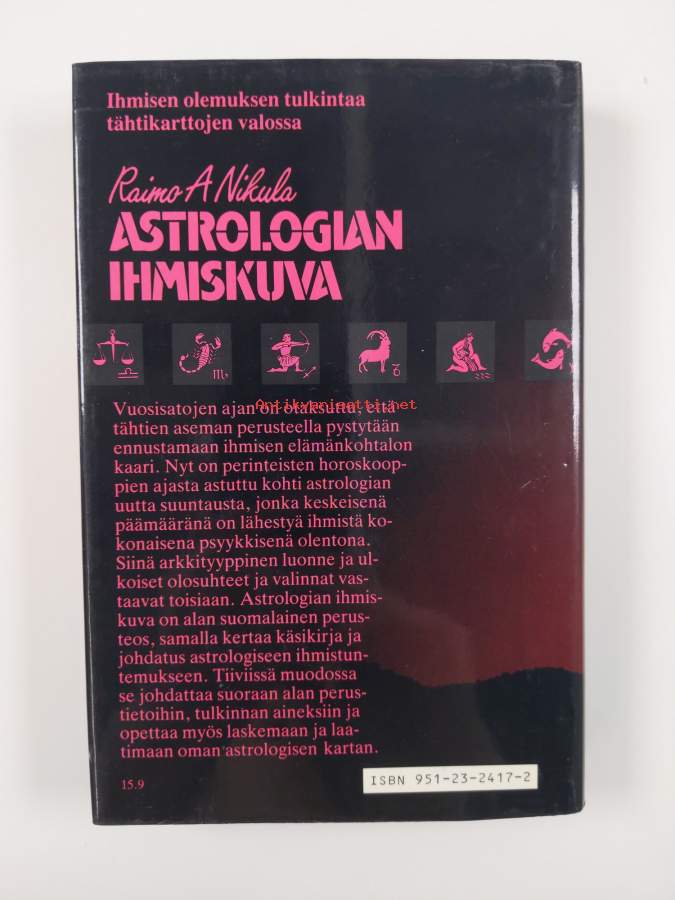 Ihmisen olemuksen tulkintaa
tähtikarttojen valossa
Raimo A Nikula
ASTROLOGIAN
IHMISKUVA
Antikvariaatti.net
Vuosisatojen ajan on otaksuttu että
tähtien aseman perusteella pystytään
ennustamaan ihmisen elämänkohtalon
kaari. Nyt on perinteisten horoskoop-
pien ajasta astuttu kohti astrologian
uutta suuntausta, jonka keskeisenä
päämääränä on lähestyä ihmistä ko-
konaisena psyykkisenä olentona.
Siinä arkkityyppinen luonne ja ul-
koiset olosuhteet ja valinnat vas-
taavat toisiaan. Astrologian ihmis-
kuva on alan suomalainen perus-
teos, samalla kertaa käsikirja ja
johdatus astrologiseen ihmistun-
temukseen. Tiiviissä muodossa
se johdattaa suoraan alan perus-
tietoihin, tulkinnan aineksiin ja
opettaa myös laskemaan ja laa-
timaan oman astrologisen kartan.
15.9
ISBN 951-23-2417-2